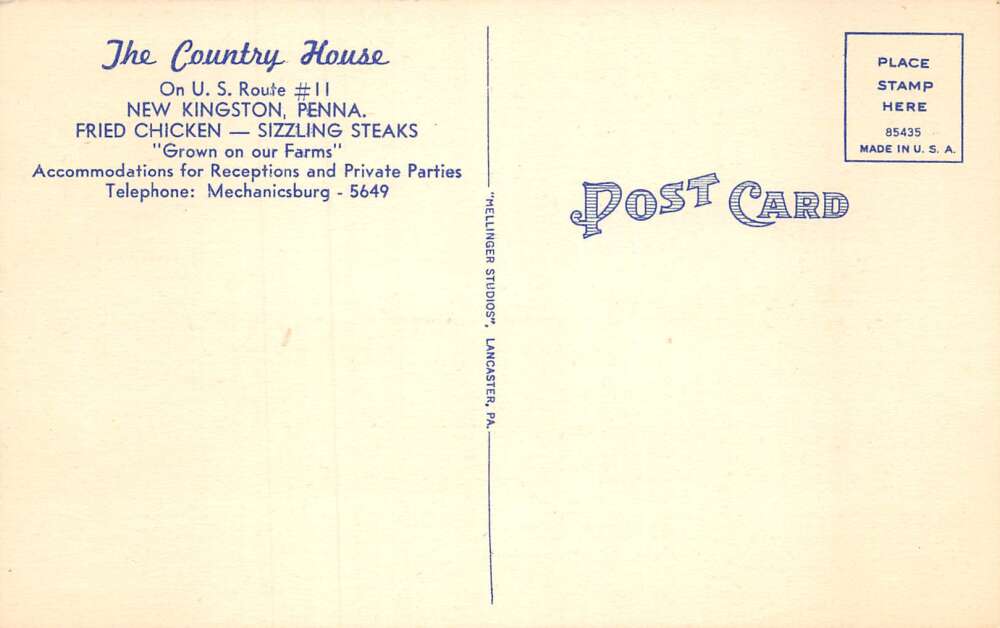 The Country House
On U. S. Route #11
NEW KINGSTON, PENNA.
FRIED CHICKEN — SIZZLING STEAKS
"Grown on our Farms"
Accommodations for Receptions and Private Parties
Telephone: Mechanicsburg - 5649
"MELLINGER STUDIOS", LANCASTER, PA.
POST CARD
PLACE
STAMP
HERE
85435
MADE IN U. S. A.